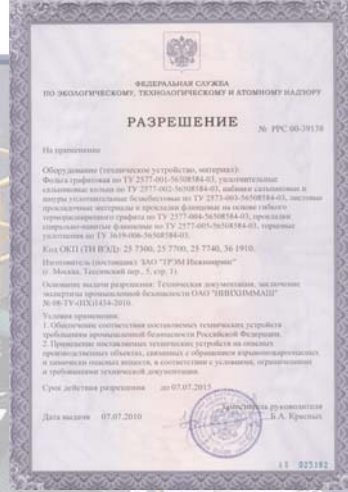 ФЕДЕРАЛЬНАЯ СЛУЖБА
ПО ЭКОЛОГИЧЕСКОМУ, ТЕХНОЛОГИЧЕСКОМУ И АТОМНОМУ НАДЗОРУ
РАЗРЕШЕНИЕ
№ РРС 00-39138
На применение
Оборудование (техническое устройство, материал):
Фольга графитовая по ТУ 2577-001-56508584-03, уплотнительные
сальниковые кольца по ТУ 2577-002-56508584-03, набивки сальниковые и
шнуры уплотнительные безасбестовые по ТУ 2573-003-56508584-03, листовые
прокладочные материалы и прокладки фланцевые на основе гибкого
терморасширенного графита по ТУ 2577-004-56508584-03, прокладки
спирально-навитые фланцевые по ТУ 2577-005-56508584-03, торцевые
уплотнения по ТУ 3619-006-56508584-03.
Код ОКП (ТН ВЭД): 25 7300, 25 7700, 25 7740, 36 1910.
Изготовитель (поставщик): ЗАО "ТРЭМ Инжиниринг"
(г. Москва, пер., 5, стр. 1)
Основание выдачи разрешения: Техническая документация, заключение
экспертизы промышленной безопасности ОАО "НИИХИММАШ"
№ 08-ТУ-(ПХ)1434-2010.
Условия применения:
1. Обеспечение соответствия поставляемых технических устройств
требованиям промышленной безопасности Российской Федерации.
2. Применение поставляемых технических устройств на опасных
производственных объектах, связанных с обращением взрывопожароопасных
и химически опасных веществ, в соответствии с условиями, ограничениями
и требованиями технической документации.
Срок действия разрешения до 07.07.2015
Дата выдачи 07.07.2010
Заместитель руководителя
Б.А. Красных